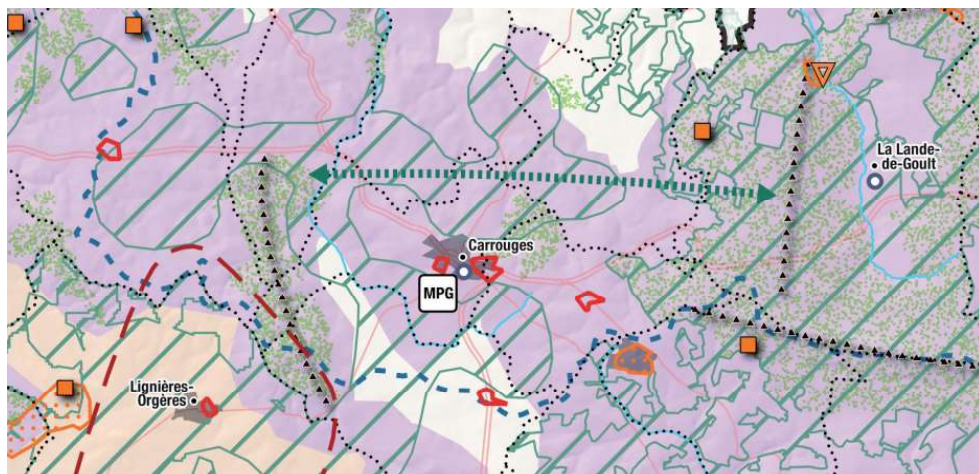 La Lande-
de-Goult
Carrouges
MPG
Lignières-
Orgères